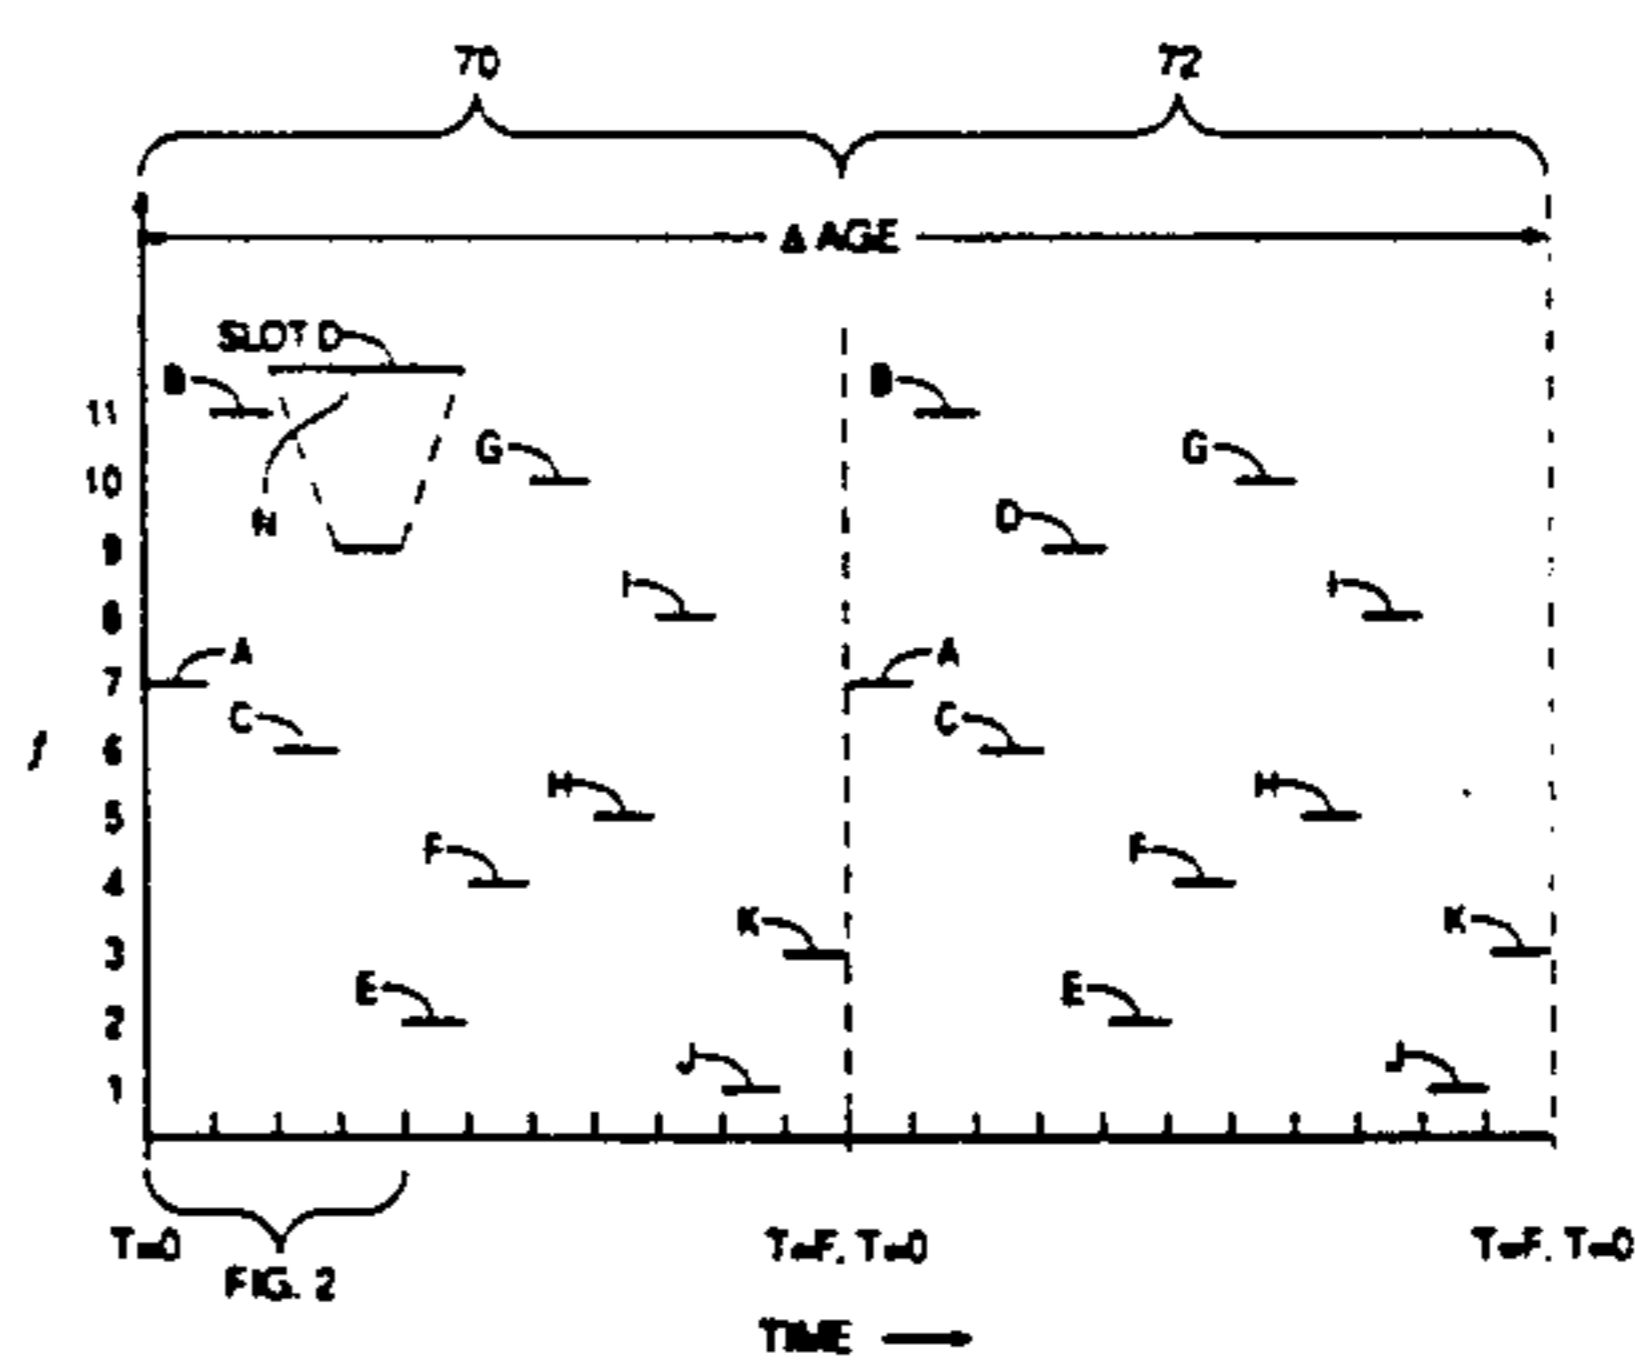 70 72
Δ AGE
SLOT D
B B
11
G G
10
N D
9
I I
8
A A
7
C C
f 6
H H
5
F F
4
K K
3
E E
2
J J
1
T=0 T=F, T=0 T=F, T=0
FIG. 2
TIME